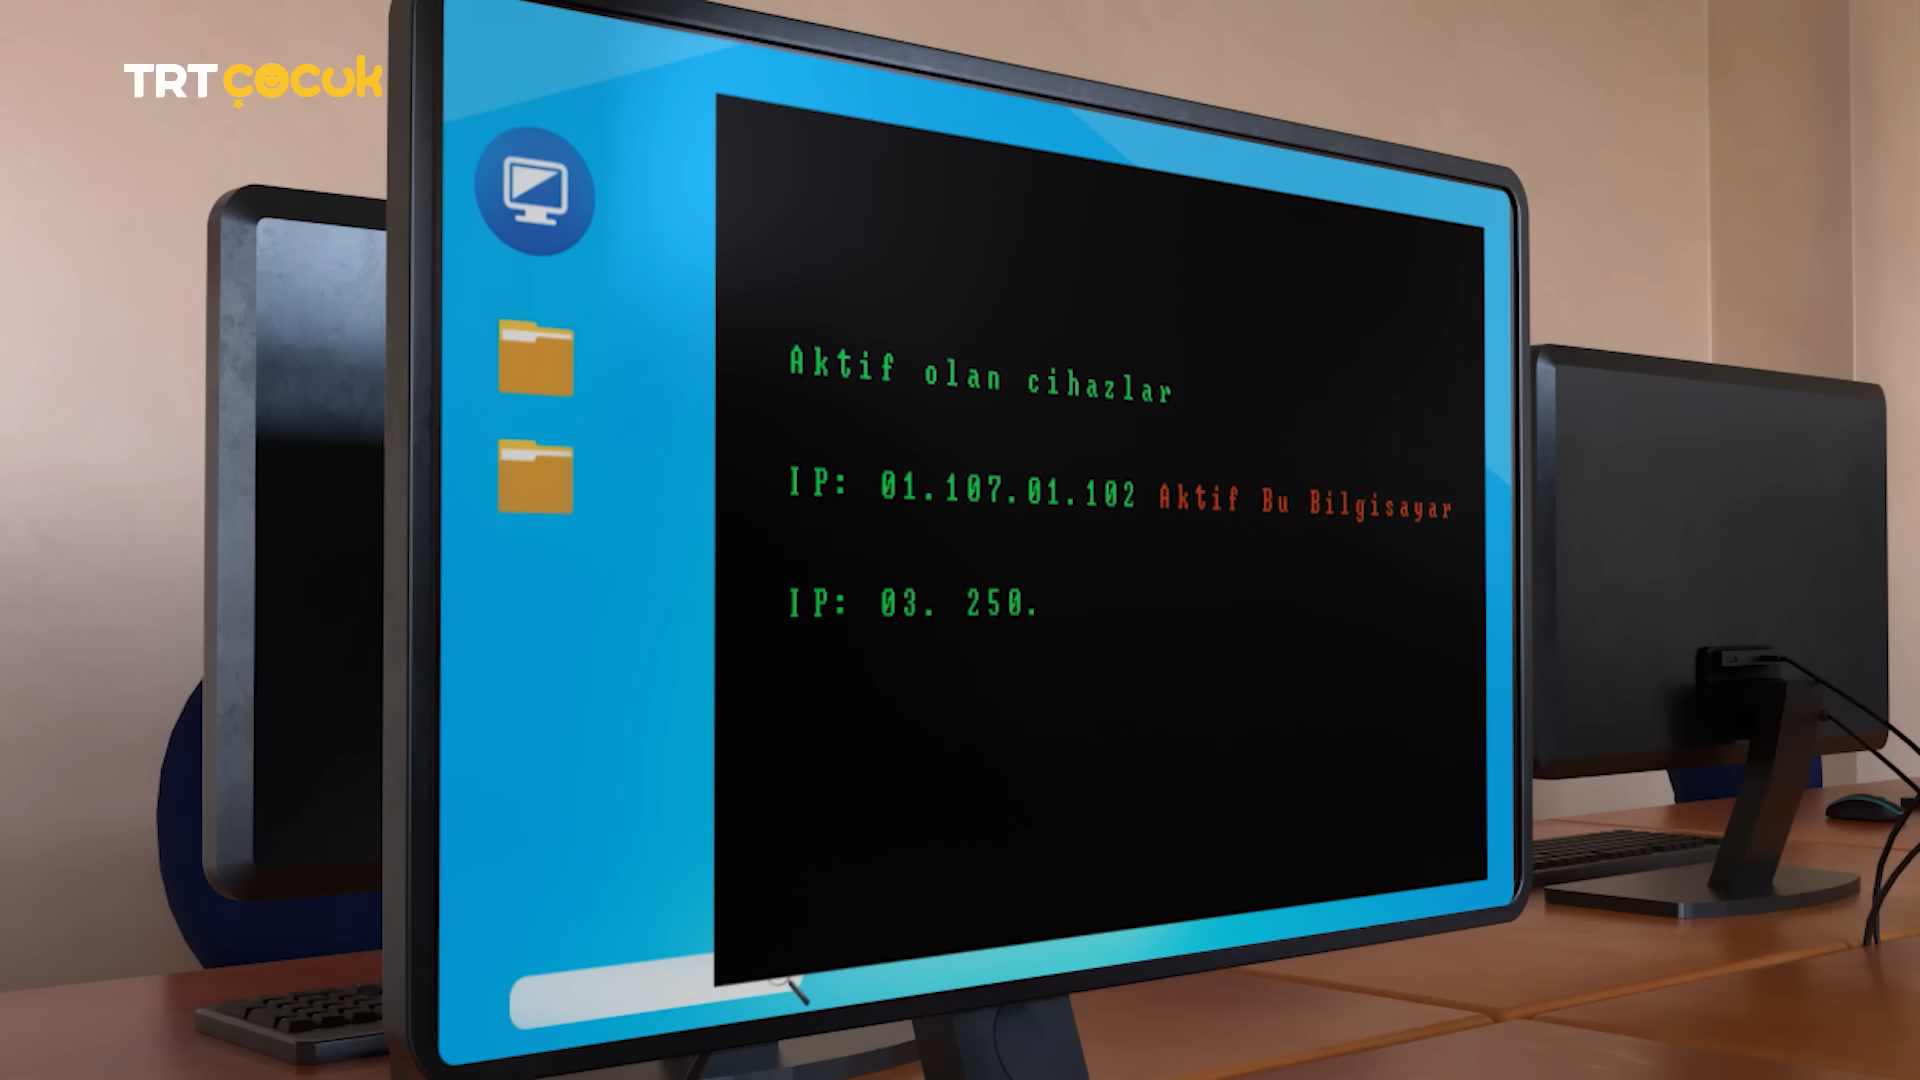 TRT çocuk
Aktif olan cihazlar
IP: 01.107.01.102 Aktif Bu Bilgisayar
IP: 03. 250.